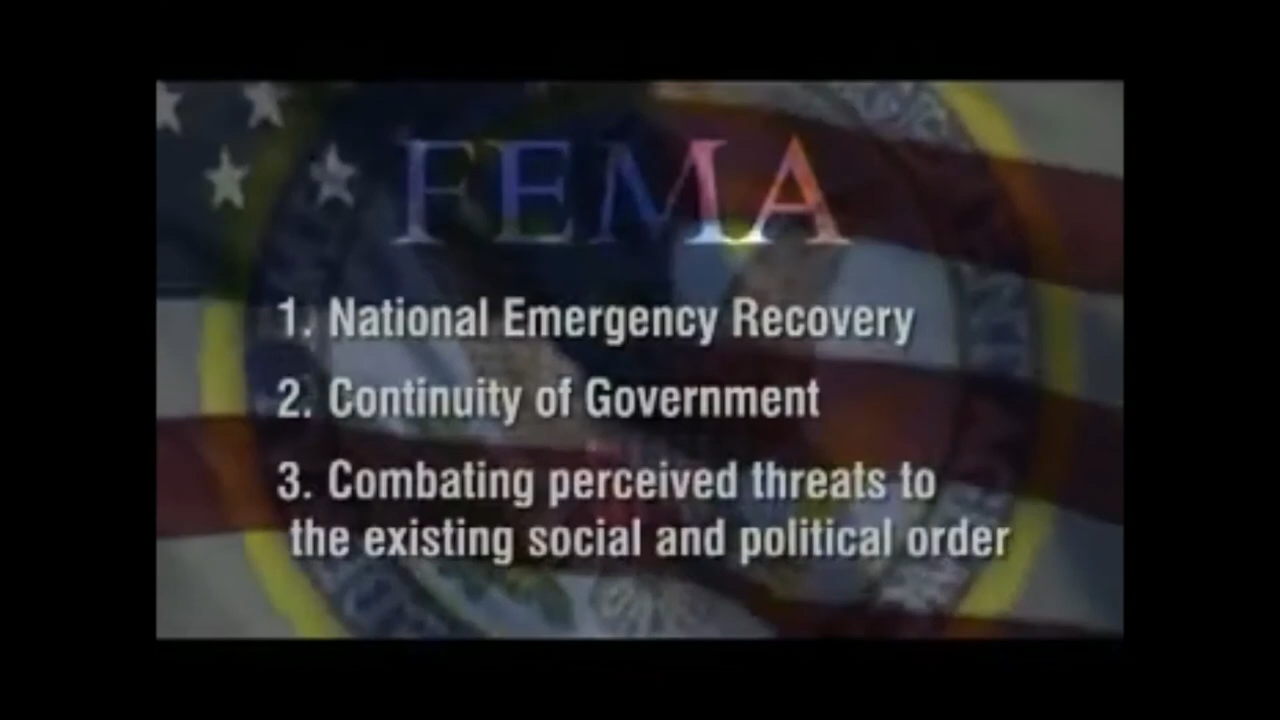 FEMA
1. National Emergency Recovery
2. Continuity of Government
3. Combating perceived threats to
the existing social and political order